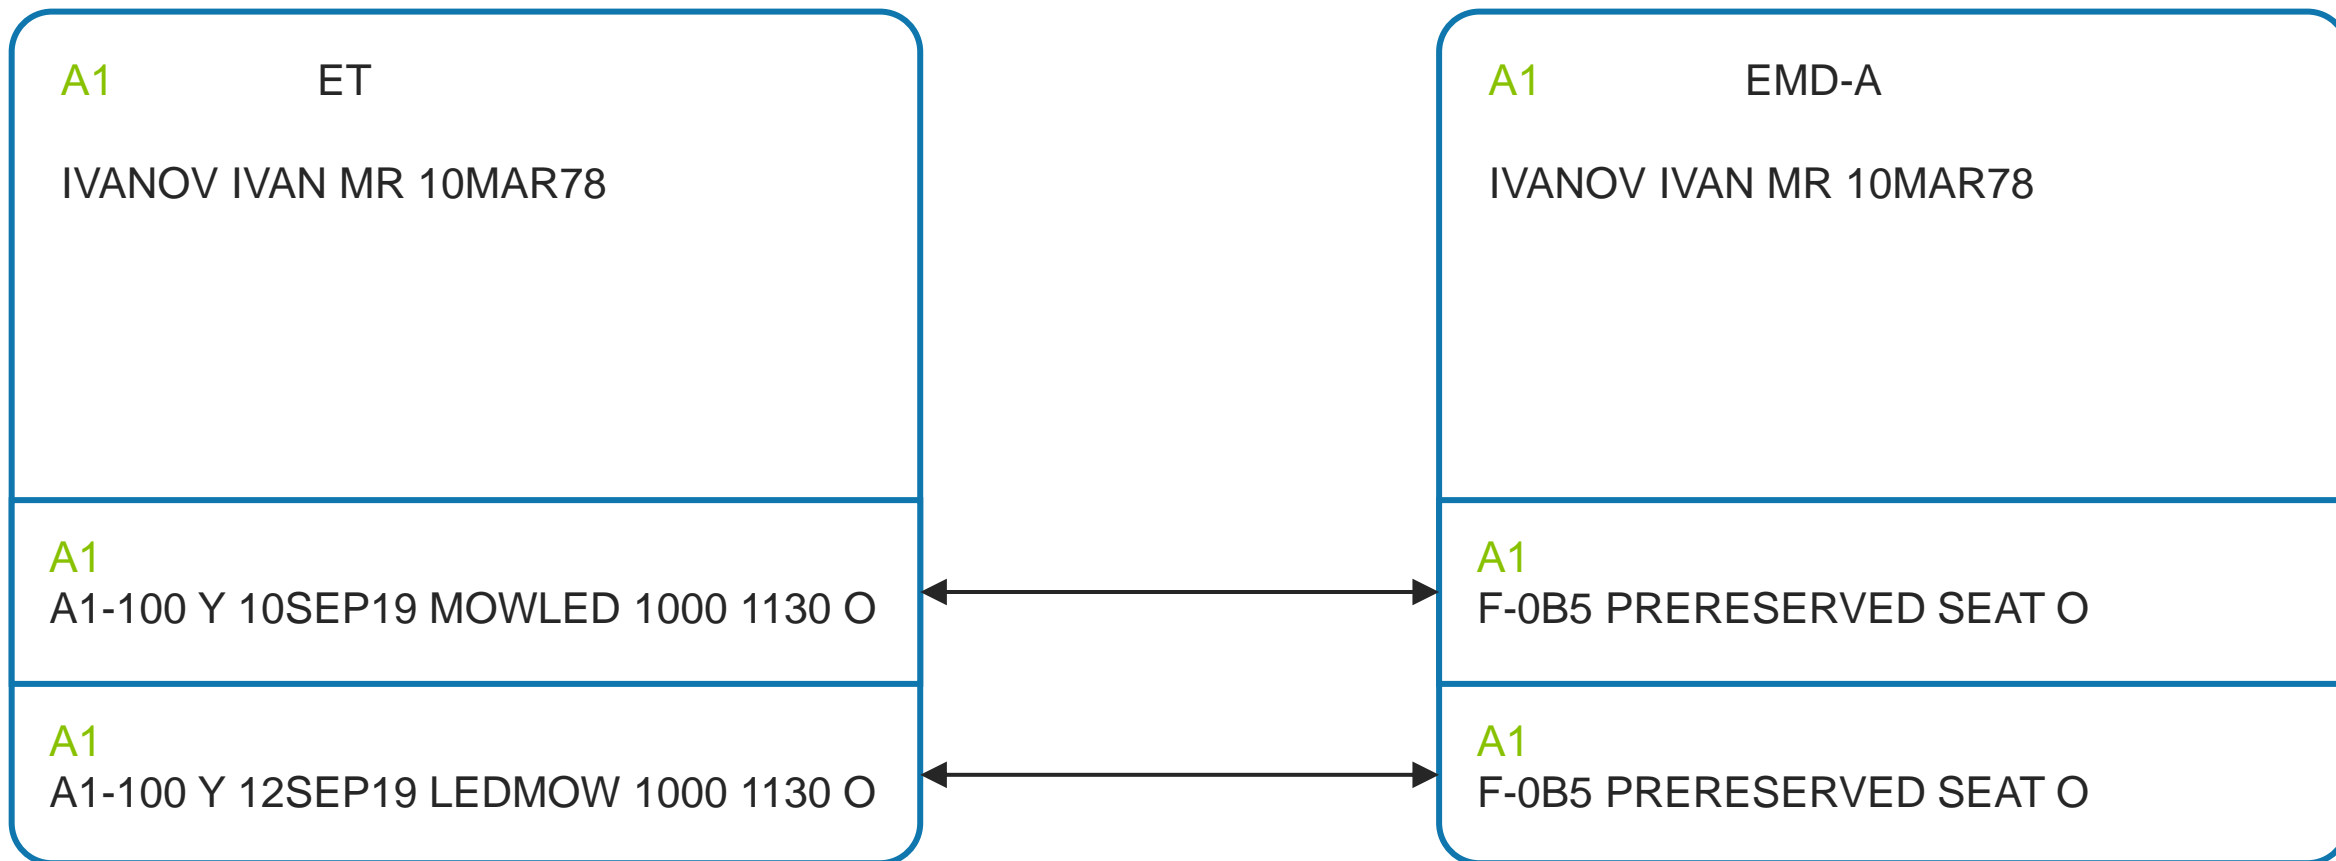 A1 ET
IVANOV IVAN MR 10MAR78
A1
A1-100 Y 10SEP19 MOWLED 1000 1130 O
A1
A1-100 Y 12SEP19 LEDMOW 1000 1130 O
A1 EMD-A
IVANOV IVAN MR 10MAR78
A1
F-0B5 PRERESERVED SEAT O
A1
F-0B5 PRERESERVED SEAT O